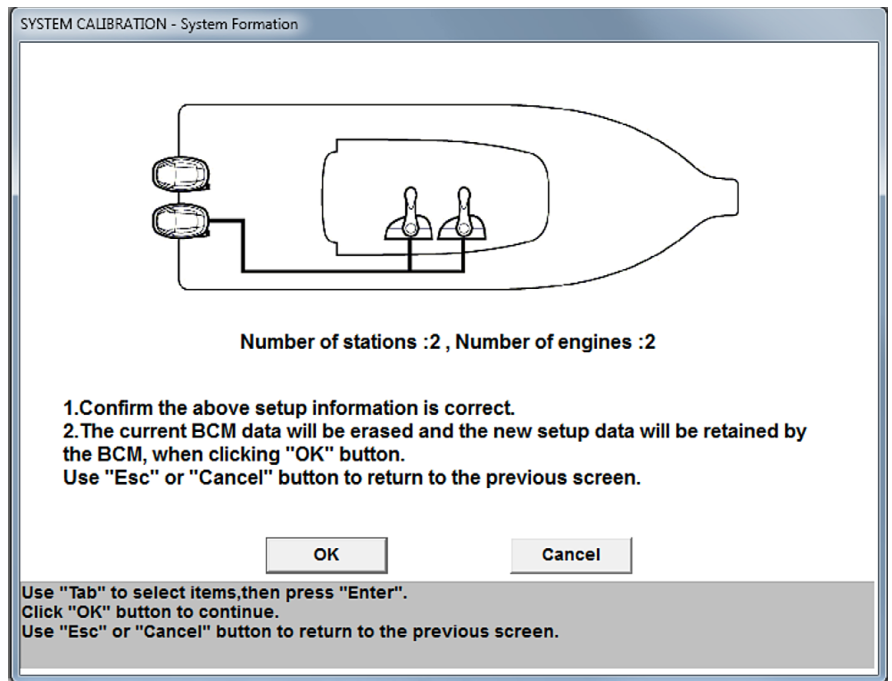 SYSTEM CALIBRATION - System Formation
Number of stations :2 , Number of engines :2
1.Confirm the above setup information is correct.
2.The current BCM data will be erased and the new setup data will be retained by
the BCM, when clicking "OK" button.
Use "Esc" or "Cancel" button to return to the previous screen.
OK
Cancel
Use "Tab" to select items,then press "Enter".
Click "OK" button to continue.
Use "Esc" or "Cancel" button to return to the previous screen.